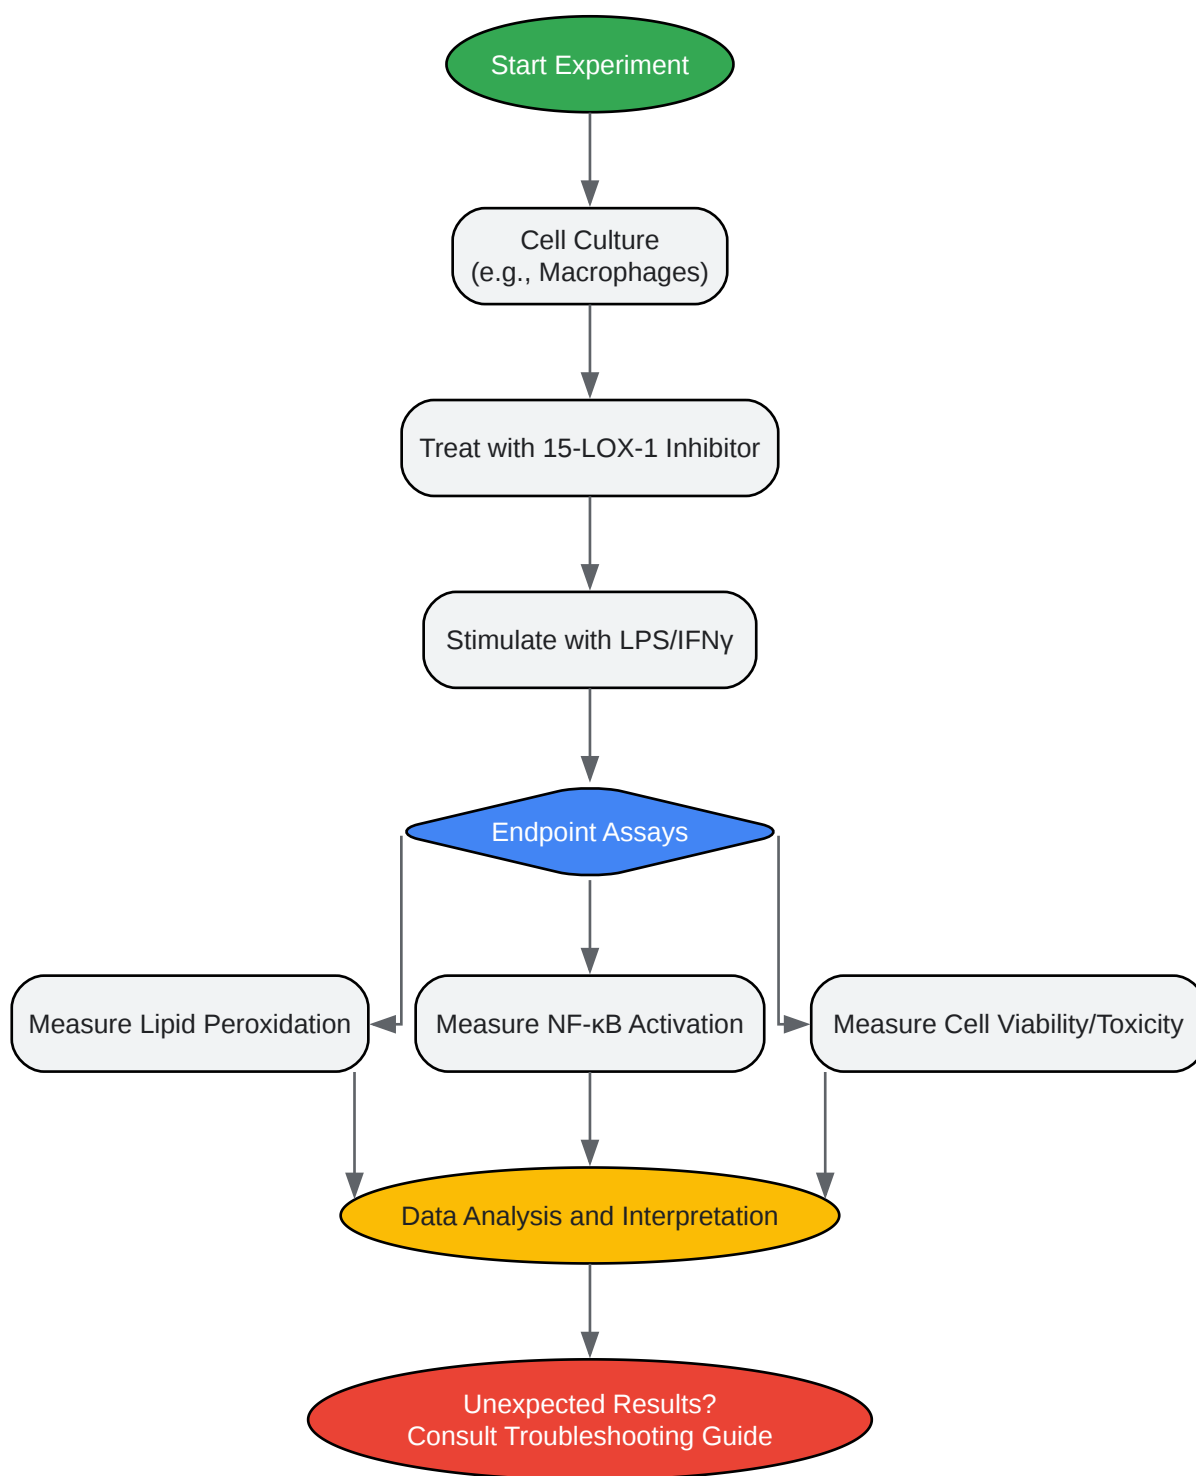 Start Experiment
Cell Culture
(e.g., Macrophages)
Treat with 15-LOX-1 Inhibitor
Stimulate with LPS/IFNγ
Endpoint Assays
Measure Lipid Peroxidation
Measure NF-κB Activation
Measure Cell Viability/Toxicity
Data Analysis and Interpretation
Unexpected Results?
Consult Troubleshooting Guide